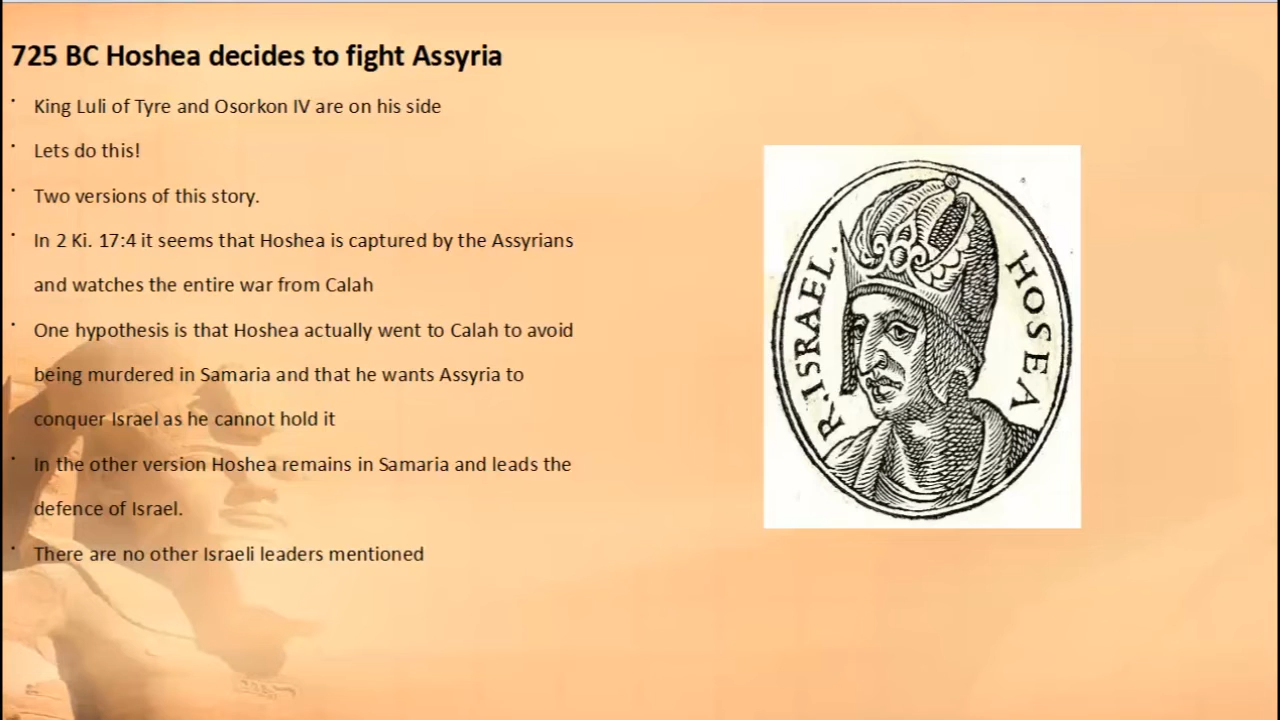 725 BC Hoshea decides to fight Assyria
· King Luli of Tyre and Osorkon IV are on his side
· Lets do this!
· Two versions of this story.
· In 2 Ki. 17:4 it seems that Hoshea is captured by the Assyrians
and watches the entire war from Calah
· One hypothesis is that Hoshea actually went to Calah to avoid
being murdered in Samaria and that he wants Assyria to
conquer Israel as he cannot hold it
· In the other version Hoshea remains in Samaria and leads the
defence of Israel.
· There are no other Israeli leaders mentioned
R. ISRAEL.
HOSEA